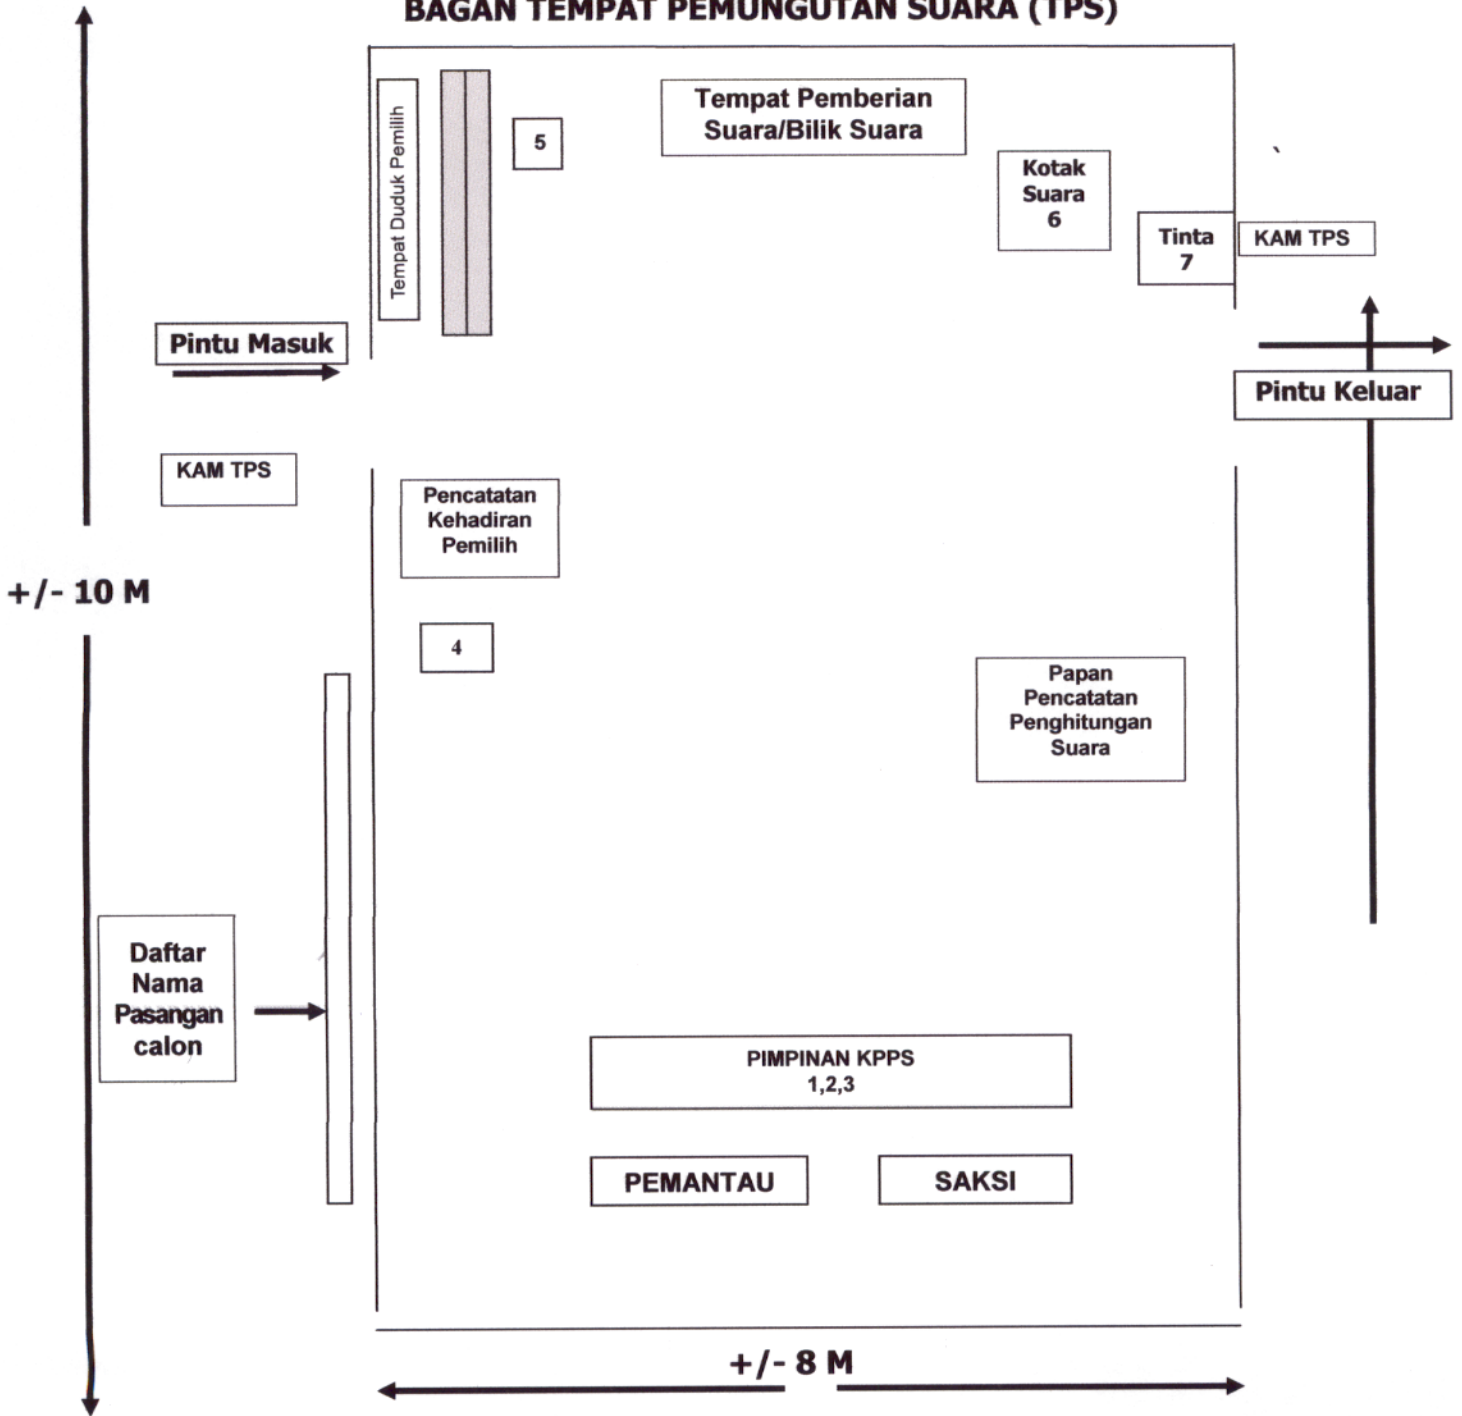 BAGAN TEMPAT PEMUNGUTAN SUARA (TPS)
Tempat Duduk Pemilih
5
Tempat Pemberian
Suara/Bilik Suara
Kotak
Suara
6
Tinta
7
KAM TPS
Pintu Masuk
Pintu Keluar
KAM TPS
Pencatatan
Kehadiran
Pemilih
+/- 10 M
4
Papan
Pencatatan
Penghitungan
Suara
Daftar
Nama
Pasangan
calon
PIMPINAN KPPS
1,2,3
PEMANTAU
SAKSI
+/- 8 M